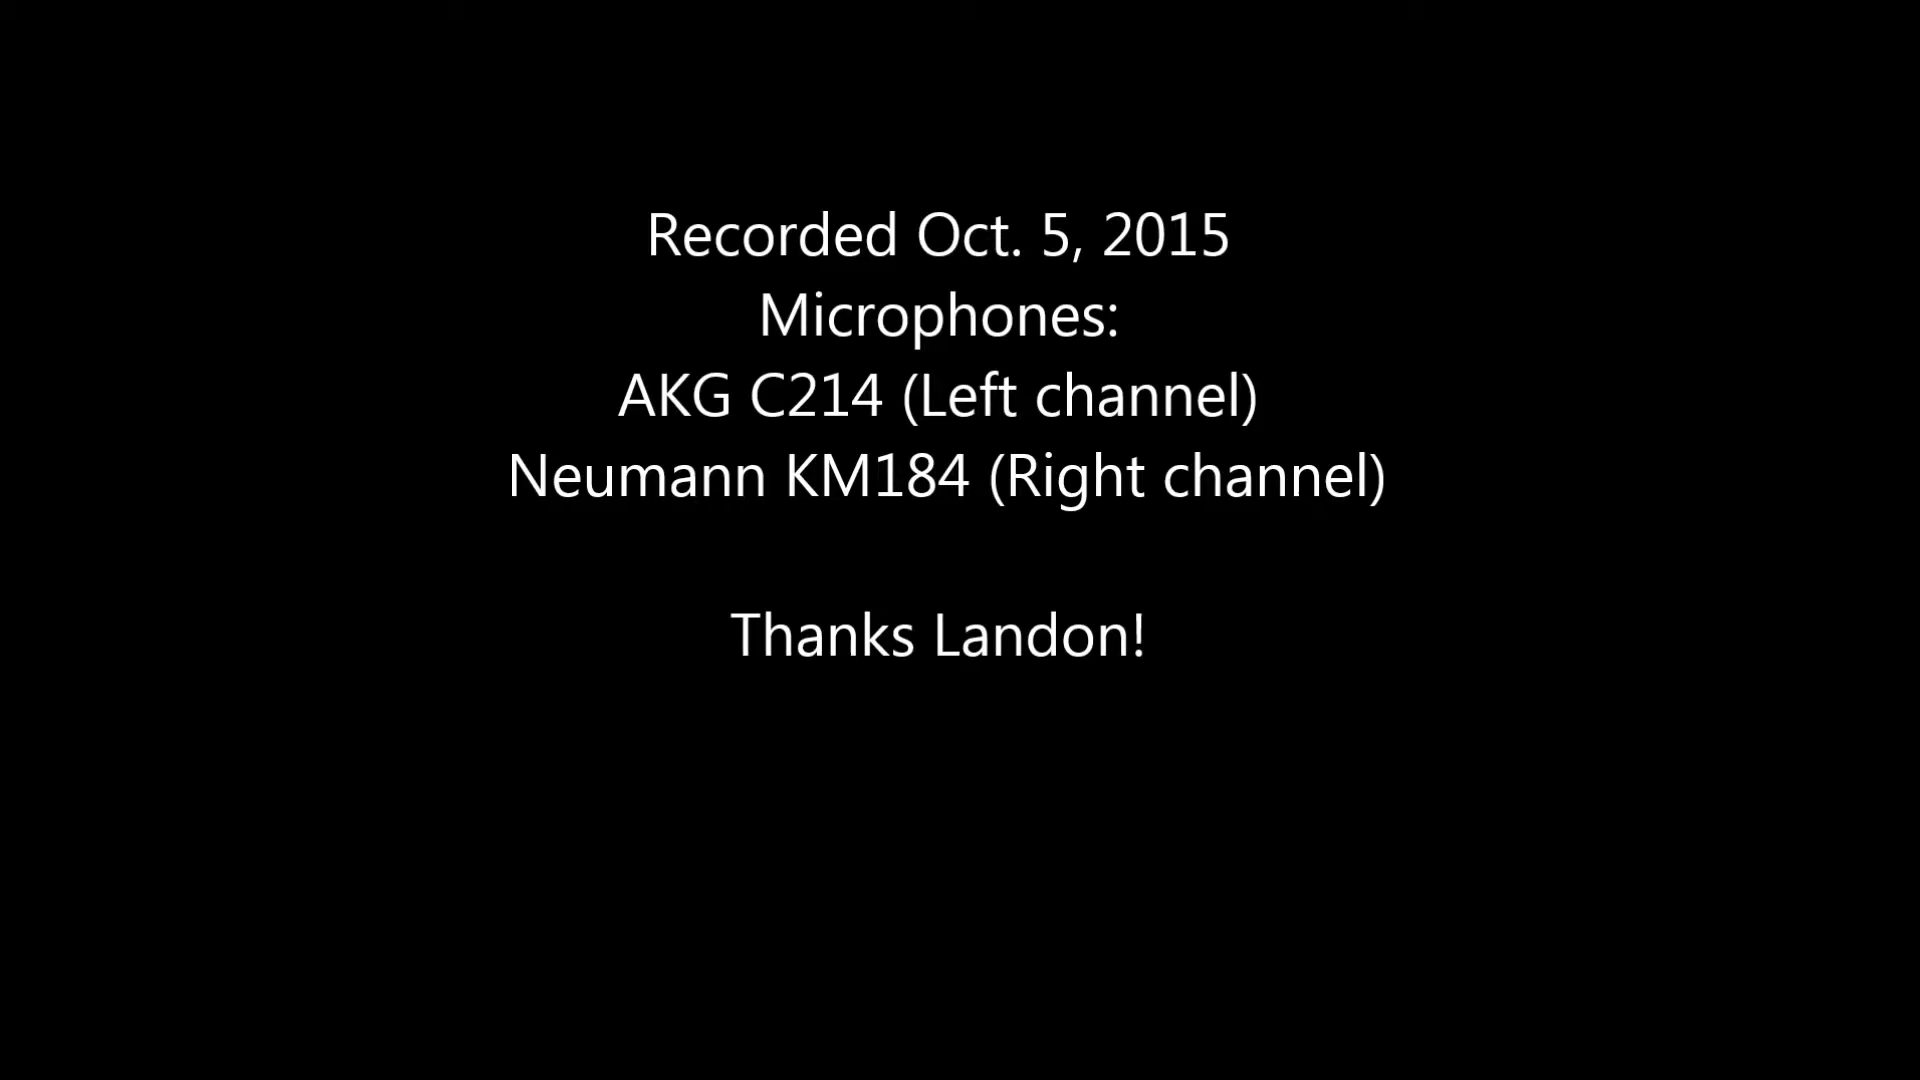 Recorded Oct. 5, 2015
Microphones:
AKG C214 (Left channel)
Neumann KM184 (Right channel)
Thanks Landon!